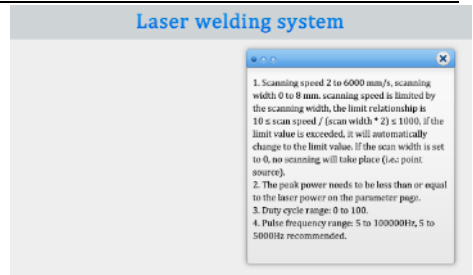 Laser welding system
1. Scanning speed 2 to 6000 mm/s, scanning
width 0 to 8 mm. scanning speed is limited by
the scanning width, the limit relationship is
10 ≤ scan speed / (scan width * 2) ≤ 1000, if the
limit value is exceeded, it will automatically
change to the limit value. If the scan width is set
to 0, no scanning will take place (i.e.: point
source).
2. The peak power needs to be less than or equal
to the laser power on the parameter page.
3. Duty cycle range: 0 to 100.
4. Pulse frequency range: 5 to 100000Hz, 5 to
5000Hz recommended.